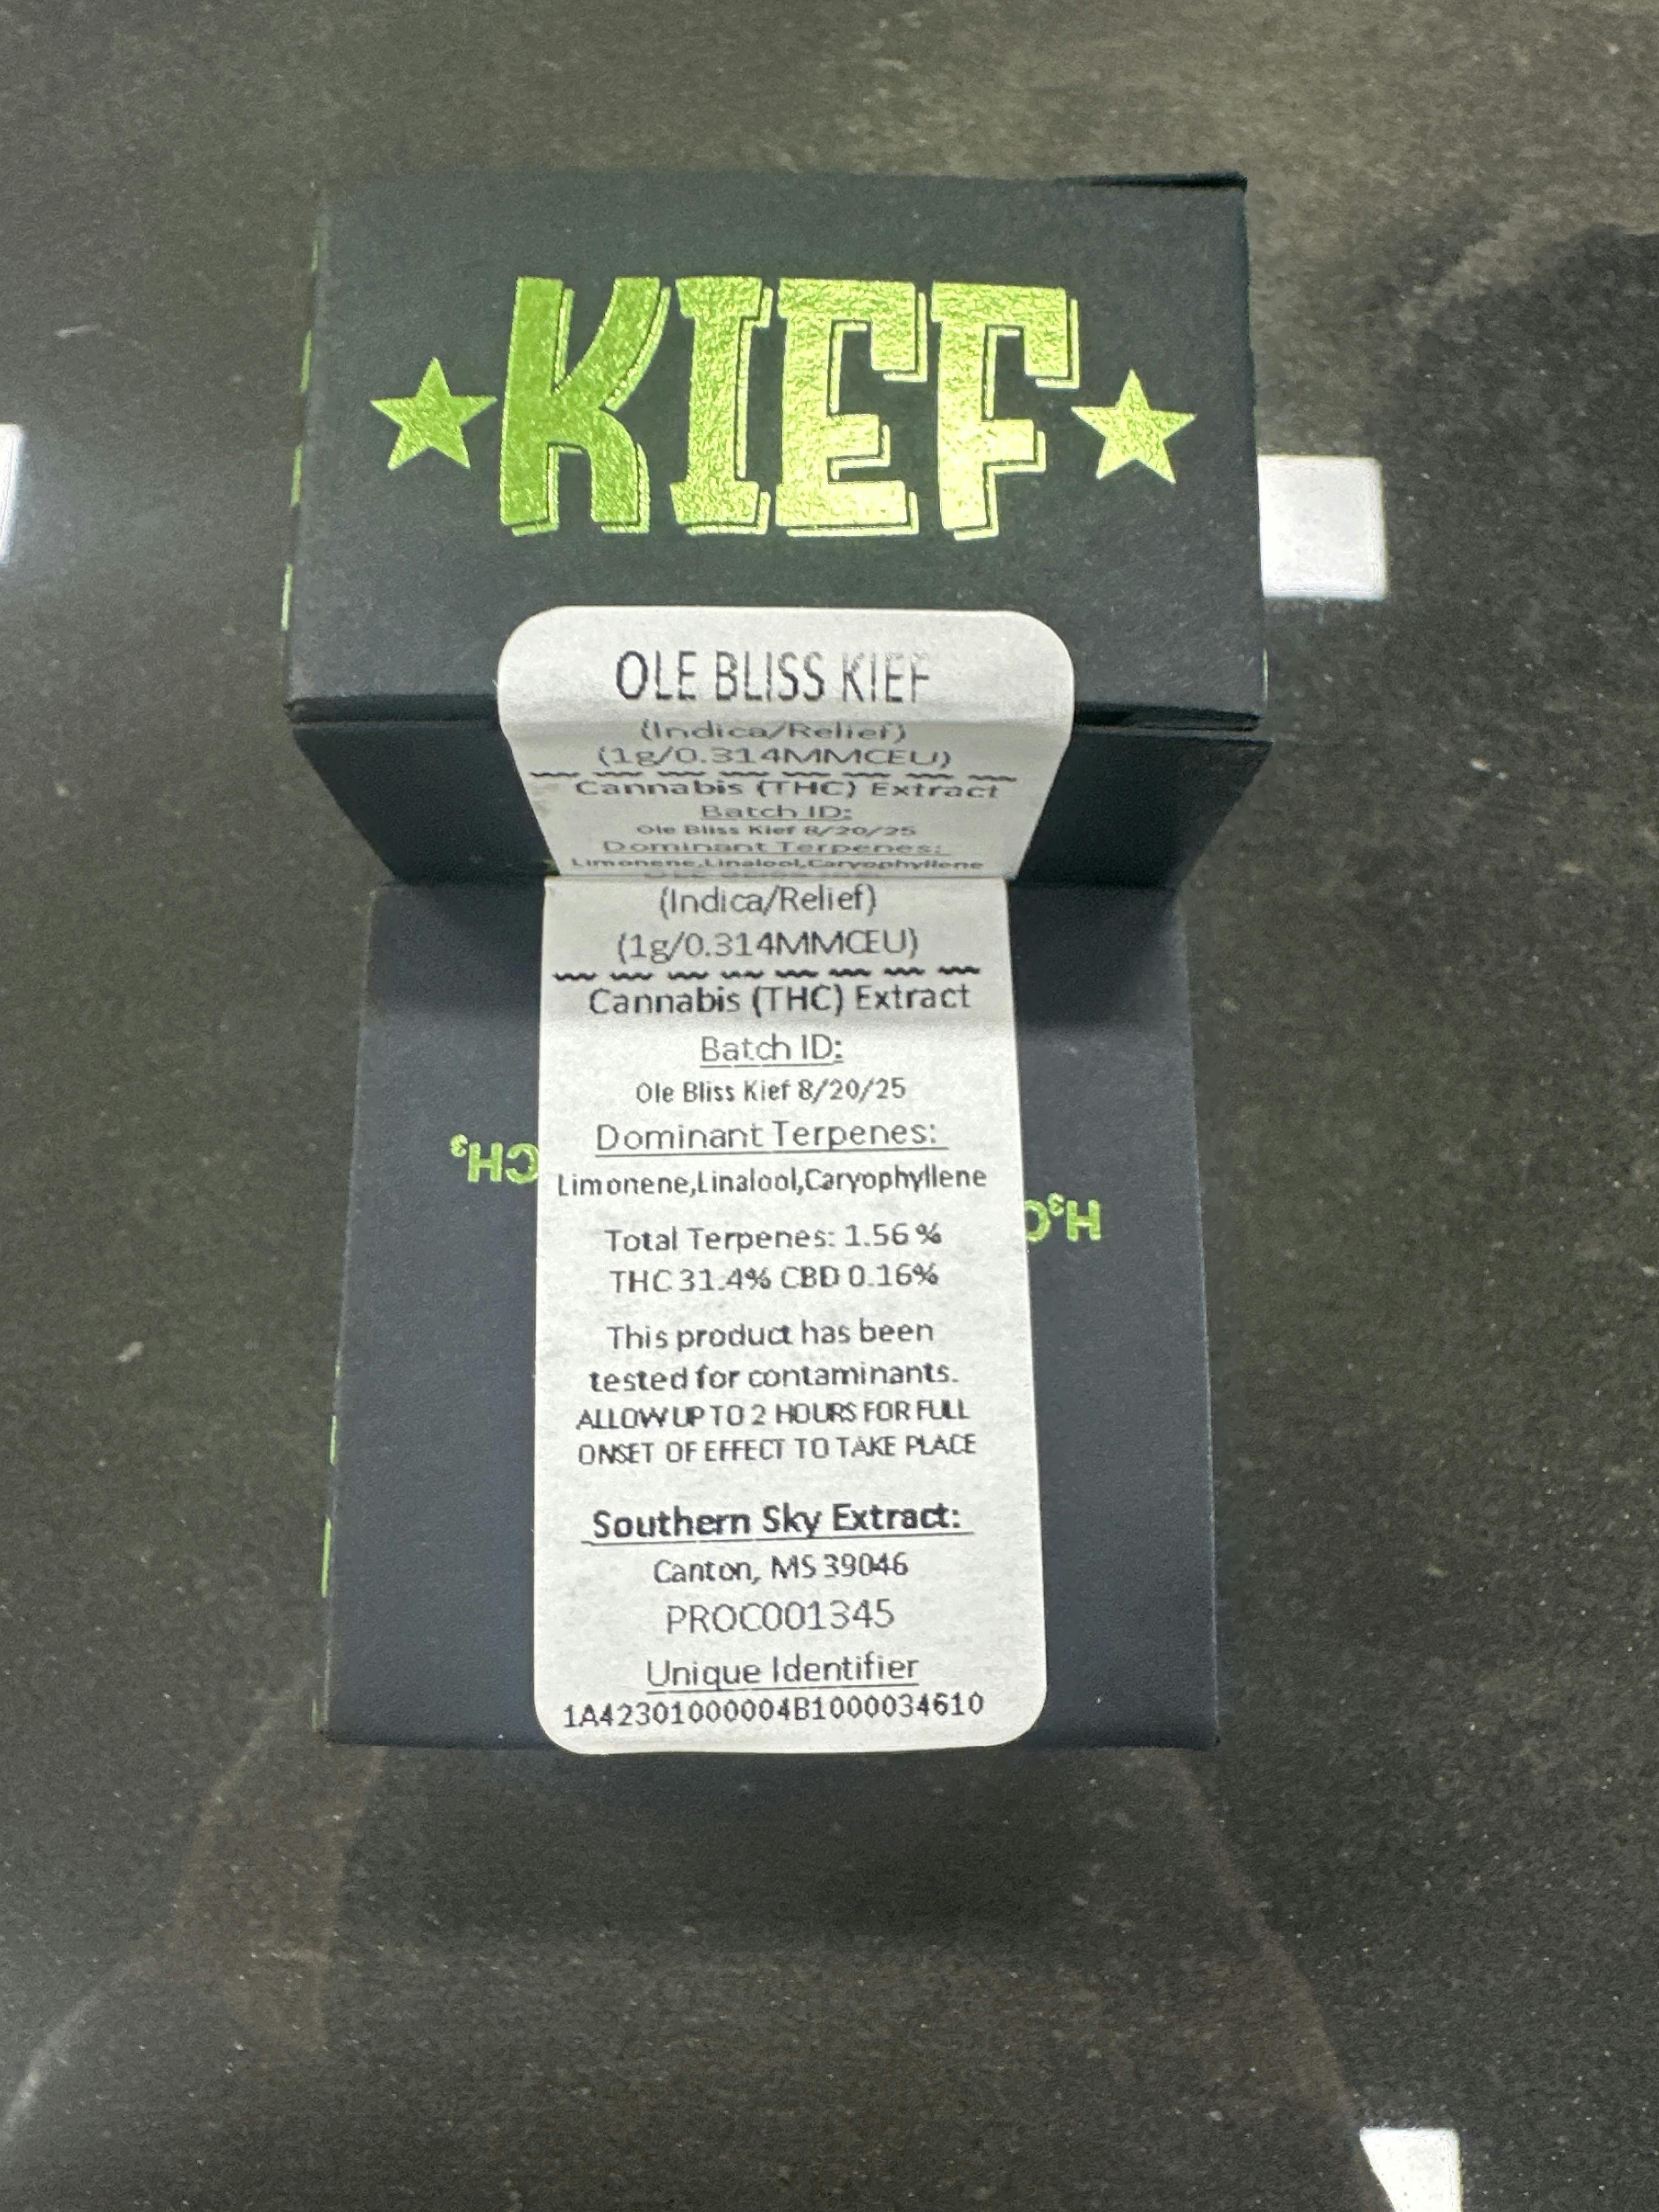 KIEF
OLE BLISS KIEF
(Indica/Relief)
(1g/0.314MMCEU)
Cannabis (THC) Extract
Batch ID:
Ole Bliss Kief 8/20/25
Dominant Terpenes:
Limonene,Linalool,Caryophyllene
(Indica/Relief)
(1g/0.314MMCEU)
Cannabis (THC) Extract
Batch ID:
Ole Bliss Kief 8/20/25
Dominant Terpenes:
Limonene,Linalool,Caryophyllene
CH₃
H₃C
Total Terpenes: 1.56%
THC 31.4% CBD 0.16%
This product has been
tested for contaminants.
ALLOW UP TO 2 HOURS FOR FULL
ONSET OF EFFECT TO TAKE PLACE
Southern Sky Extract:
Canton, MS 39046
PROC001345
Unique Identifier
1A42301000004B1000034610